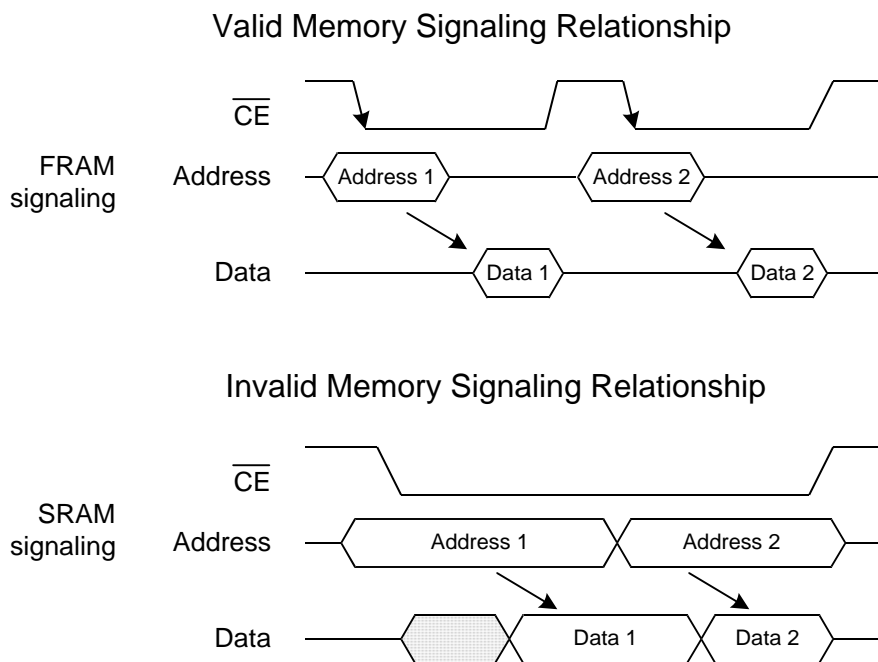 Valid Memory Signaling Relationship
CE
FRAM
signaling
Address
Address 1
Address 2
Data
Data 1
Data 2
Invalid Memory Signaling Relationship
CE
SRAM
signaling
Address
Address 1
Address 2
Data
Data 1
Data 2